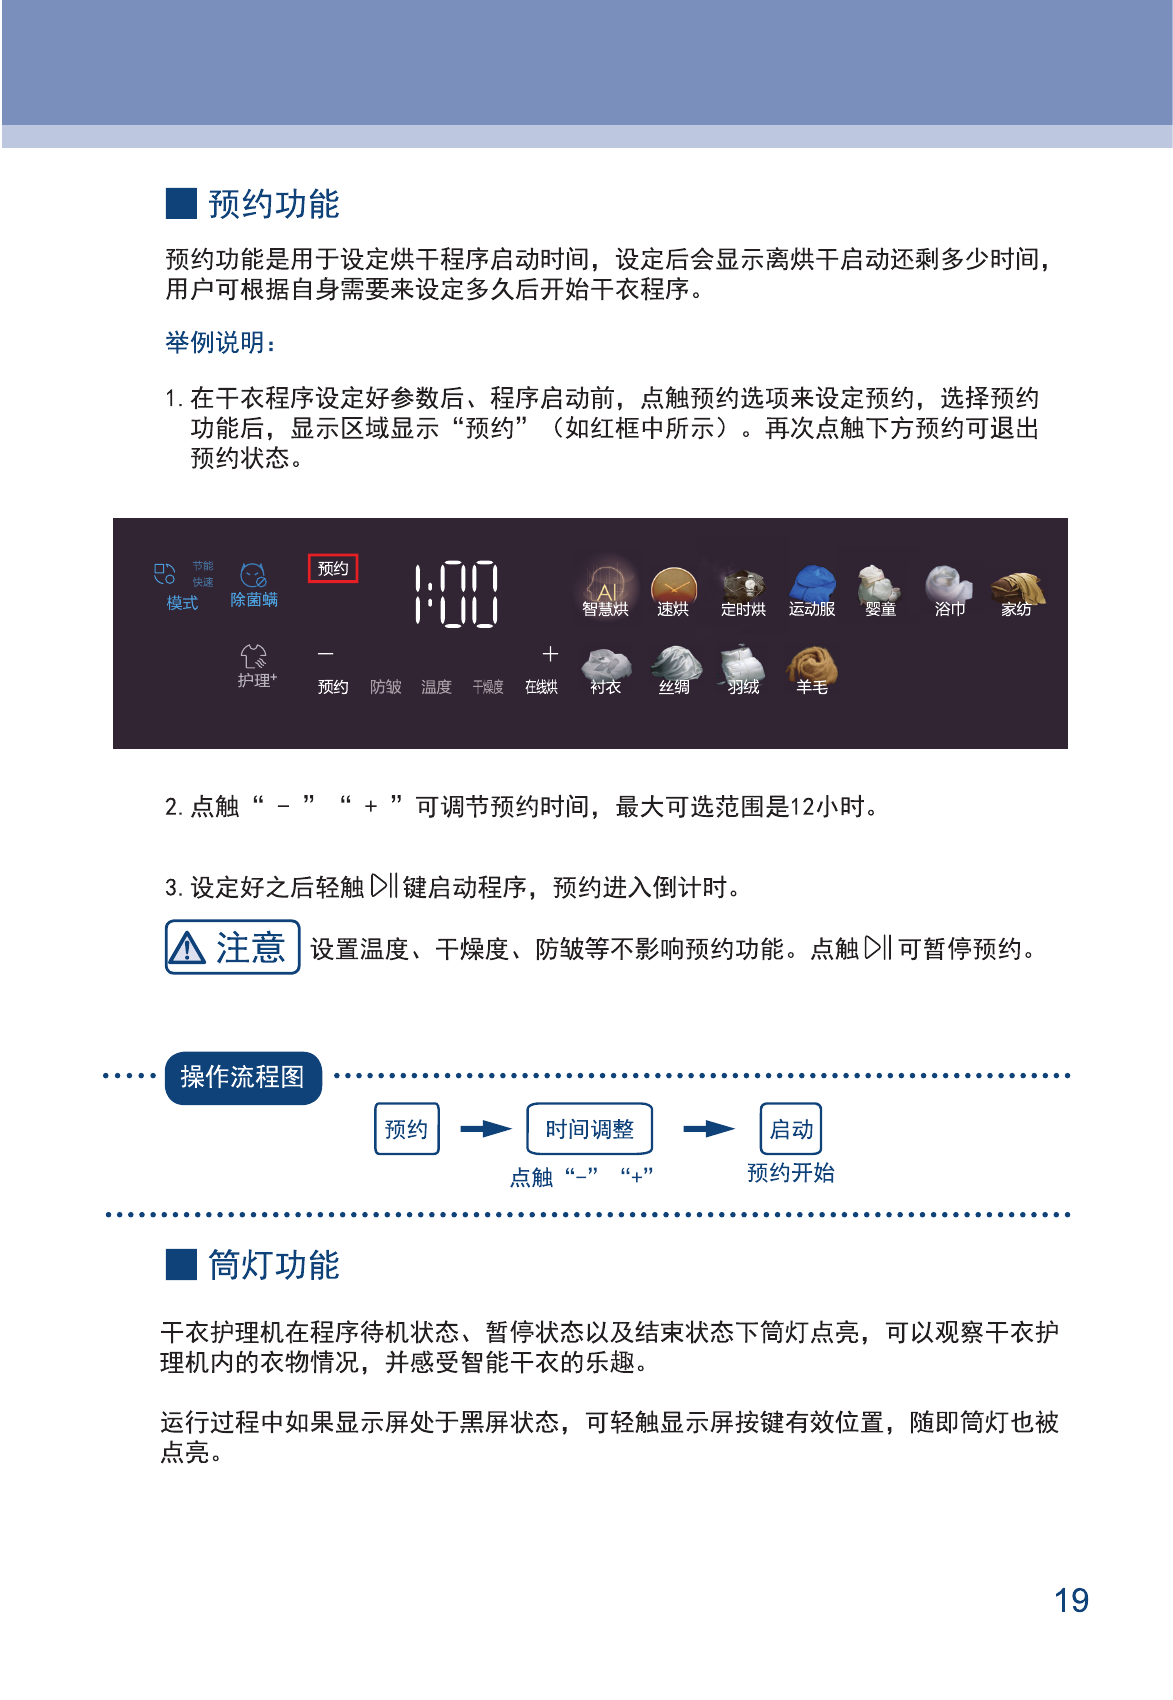 预约功能
预约功能是用于设定烘干程序启动时间，设定后会显示离烘干启动还剩多少时间，
用户可根据自身需要来设定多久后开始干衣程序。
举例说明：
1.在干衣程序设定好参数后、程序启动前，点触预约选项来设定预约，选择预约
功能后，显示区域显示“预约”（如红框中所示）。再次点触下方预约可退出
预约状态。
节能
快速
模式
除菌螨
预约
1:00
AI
智慧烘 速烘 定时烘 运动服 婴童 浴巾 家纺
护理+
− +
预约 防皱 温度 干燥度 在线烘 衬衣 丝绸 羽绒 羊毛
2.点触“ - ”“ + ”可调节预约时间，最大可选范围是12小时。
3.设定好之后轻触键启动程序，预约进入倒计时。
注意 设置温度、干燥度、防皱等不影响预约功能。点触可暂停预约。
操作流程图
预约 时间调整 启动
点触“-”“+” 预约开始
筒灯功能
干衣护理机在程序待机状态、暂停状态以及结束状态下筒灯点亮，可以观察干衣护
理机内的衣物情况，并感受智能干衣的乐趣。
运行过程中如果显示屏处于黑屏状态，可轻触显示屏按键有效位置，随即筒灯也被
点亮。
19